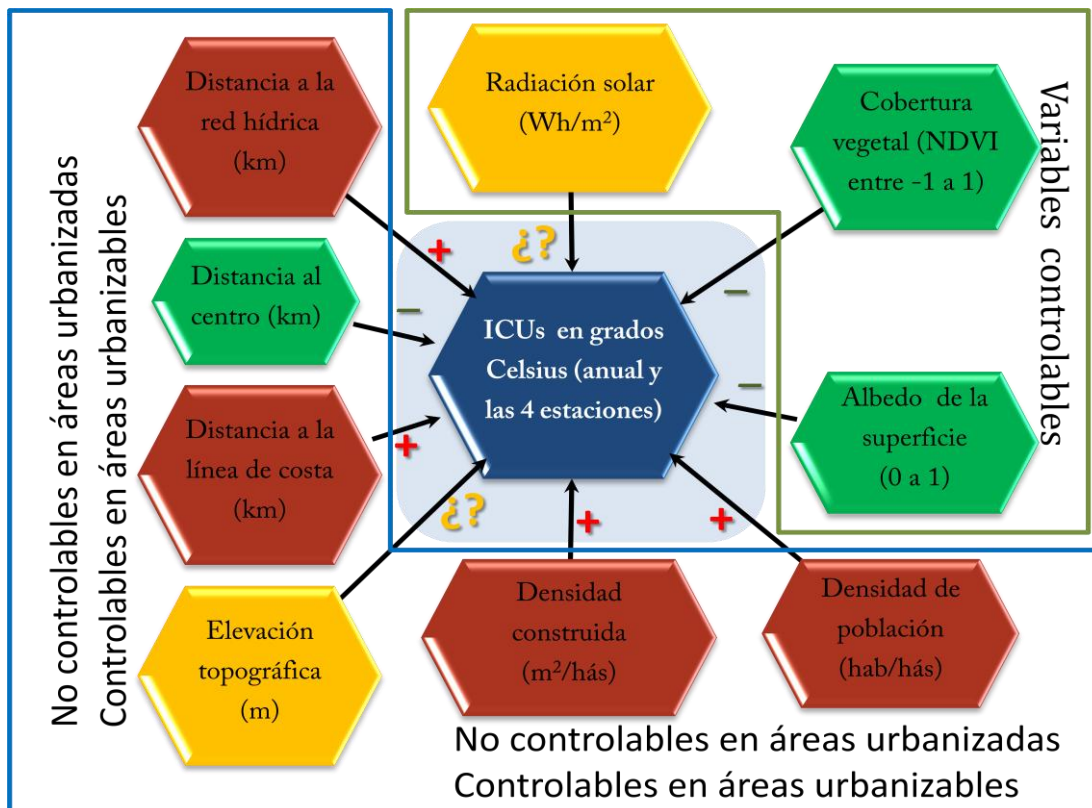 Distancia a la
red hídrica
(km)
Radiación solar
(Wh/m²)
Cobertura
vegetal (NDVI
entre -1 a 1)
Variables controlables
No controlables en áreas urbanizadas
Controlables en áreas urbanizables
+
¿?
Distancia al
centro (km)
–
–
ICUs en grados
Celsius (anual y
las 4 estaciones)
–
Distancia a la
línea de costa
(km)
+
Albedo de la
superficie
(0 a 1)
¿?
+
+
Elevación
topográfica
(m)
Densidad
construida
(m²/hás)
Densidad de
población
(hab/hás)
No controlables en áreas urbanizadas
Controlables en áreas urbanizables